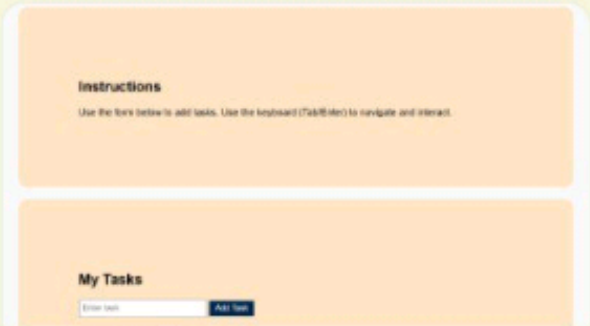 Instructions
Use the form below to add tasks. Use the keyboard (Tab/Enter) to navigate and interact.
My Tasks
Enter task
Add Task